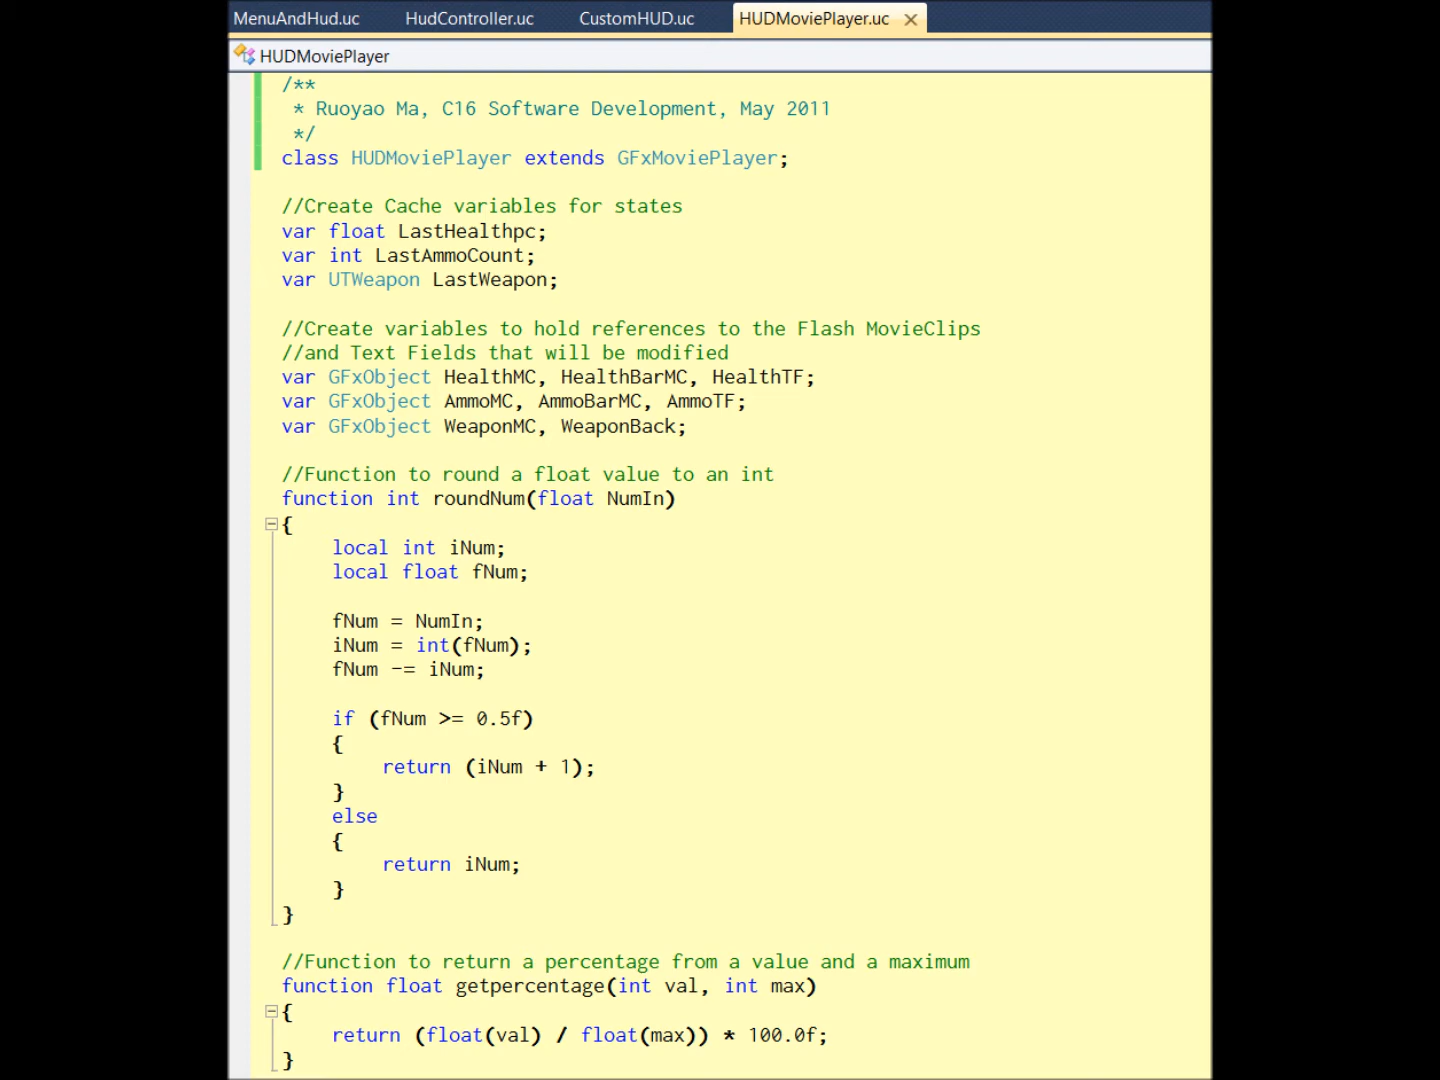 MenuAndHud.uc HudController.uc CustomHUD.uc HUDMoviePlayer.uc
HUDMoviePlayer
/**
* Ruoyao Ma, C16 Software Development, May 2011
*/
class HUDMoviePlayer extends GFxMoviePlayer;
//Create Cache variables for states
var float LastHealthpc;
var int LastAmmoCount;
var UTWeapon LastWeapon;
//Create variables to hold references to the Flash MovieClips
//and Text Fields that will be modified
var GFxObject HealthMC, HealthBarMC, HealthTF;
var GFxObject AmmoMC, AmmoBarMC, AmmoTF;
var GFxObject WeaponMC, WeaponBack;
//Function to round a float value to an int
function int roundNum(float NumIn)
{
local int iNum;
local float fNum;
fNum = NumIn;
iNum = int(fNum);
fNum -= iNum;
if (fNum >= 0.5f)
{
return (iNum + 1);
}
else
{
return iNum;
}
}
//Function to return a percentage from a value and a maximum
function float getpercentage(int val, int max)
{
return (float(val) / float(max)) * 100.0f;
}